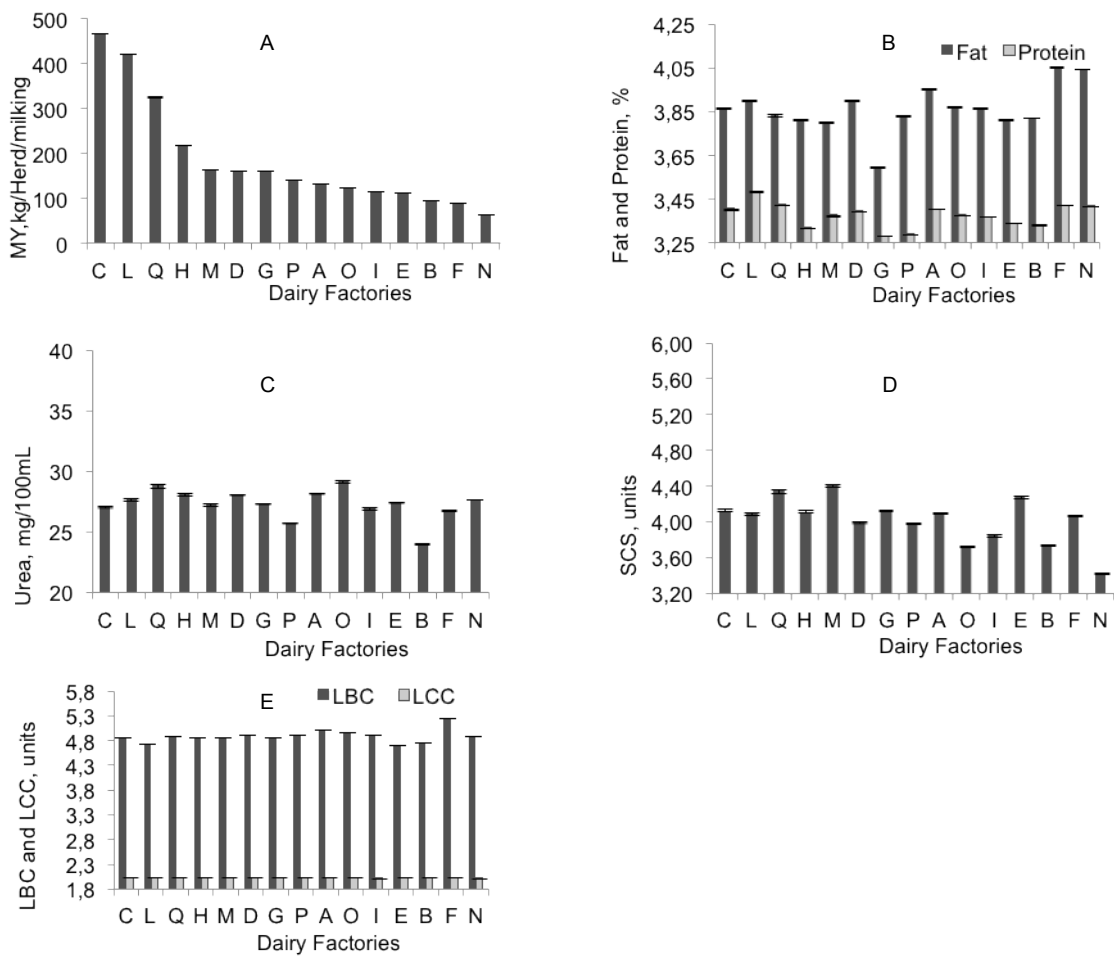 A
MY,kg/Herd/milking
500
400
300
200
100
0
C L Q H M D G P A O I E B F N
Dairy Factories
B
Fat Protein
Fat and Protein, %
4,25
4,05
3,85
3,65
3,45
3,25
C L Q H M D G P A O I E B F N
Dairy Factories
C
Urea, mg/100mL
40
35
30
25
20
C L Q H M D G P A O I E B F N
Dairy Factories
D
SCS, units
6,00
5,60
5,20
4,80
4,40
4,00
3,60
3,20
C L Q H M D G P A O I E B F N
Dairy Factories
E
LBC LCC
LBC and LCC, units
5,8
5,3
4,8
4,3
3,8
3,3
2,8
2,3
1,8
C L Q H M D G P A O I E B F N
Dairy Factories